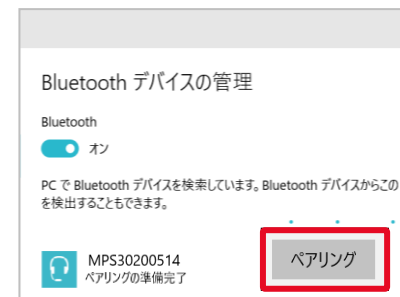 Bluetooth デバイスの管理
Bluetooth
オン
PC で Bluetooth デバイスを検索しています。Bluetooth デバイスからこの
を検出することもできます。
MPS30200514
ペアリングの準備完了
ペアリング